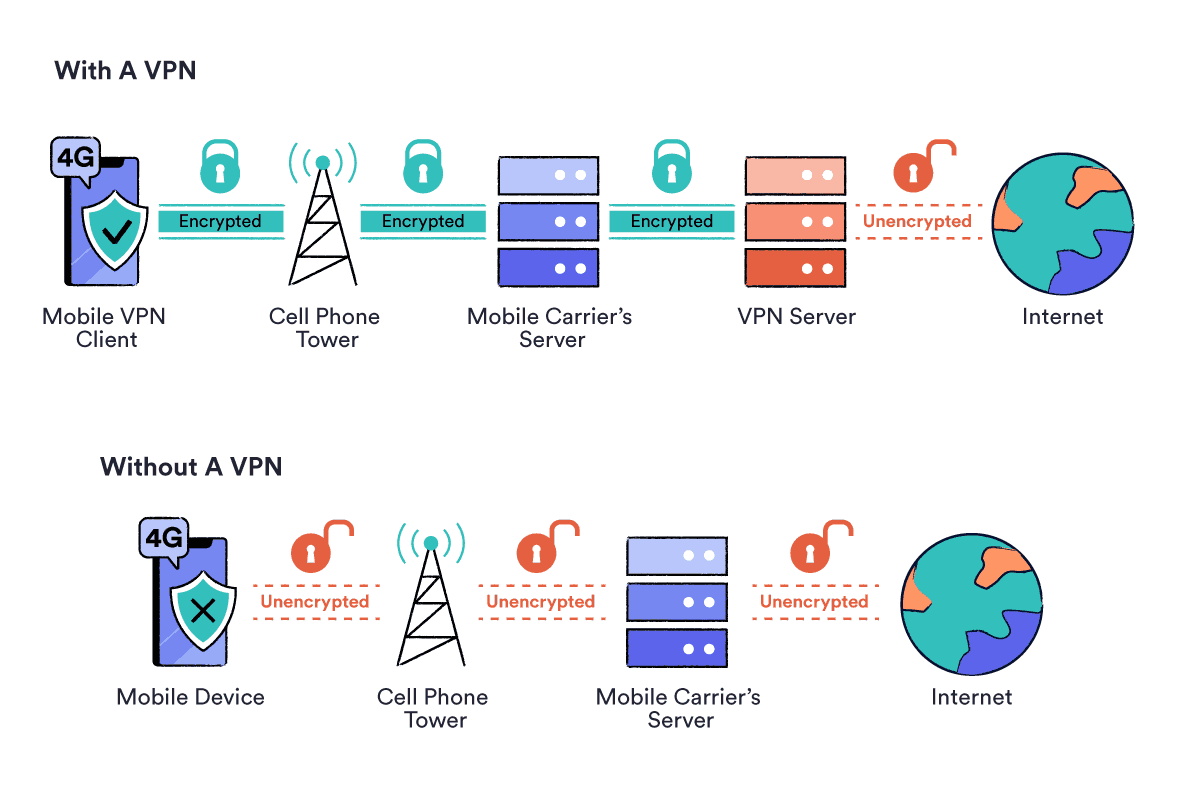 With A VPN
4G
Encrypted
Encrypted
Encrypted
Unencrypted
Mobile VPN
Client
Cell Phone
Tower
Mobile Carrier’s
Server
VPN Server
Internet
Without A VPN
4G
Unencrypted
Unencrypted
Unencrypted
Mobile Device
Cell Phone
Tower
Mobile Carrier’s
Server
Internet